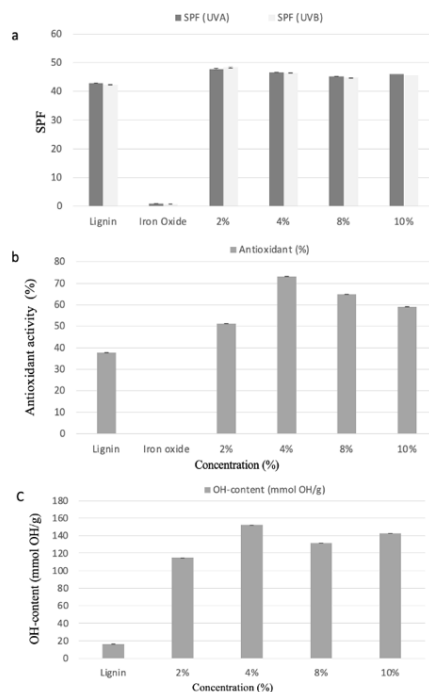 a
SPF (UVA) SPF (UVB)
60
50
40
30
20
10
0
SPF
Lignin Iron Oxide 2% 4% 8% 10%
b
Antioxidant (%)
80
70
60
50
40
30
20
10
0
Antioxidant activity (%)
Lignin Iron oxide 2% 4% 8% 10%
Concentration (%)
c
OH-content (mmol OH/g)
180
160
140
120
100
80
60
40
20
0
OH-content (mmol OH/g)
Lignin 2% 4% 8% 10%
Concentration (%)